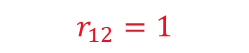 r₁₂ = 1